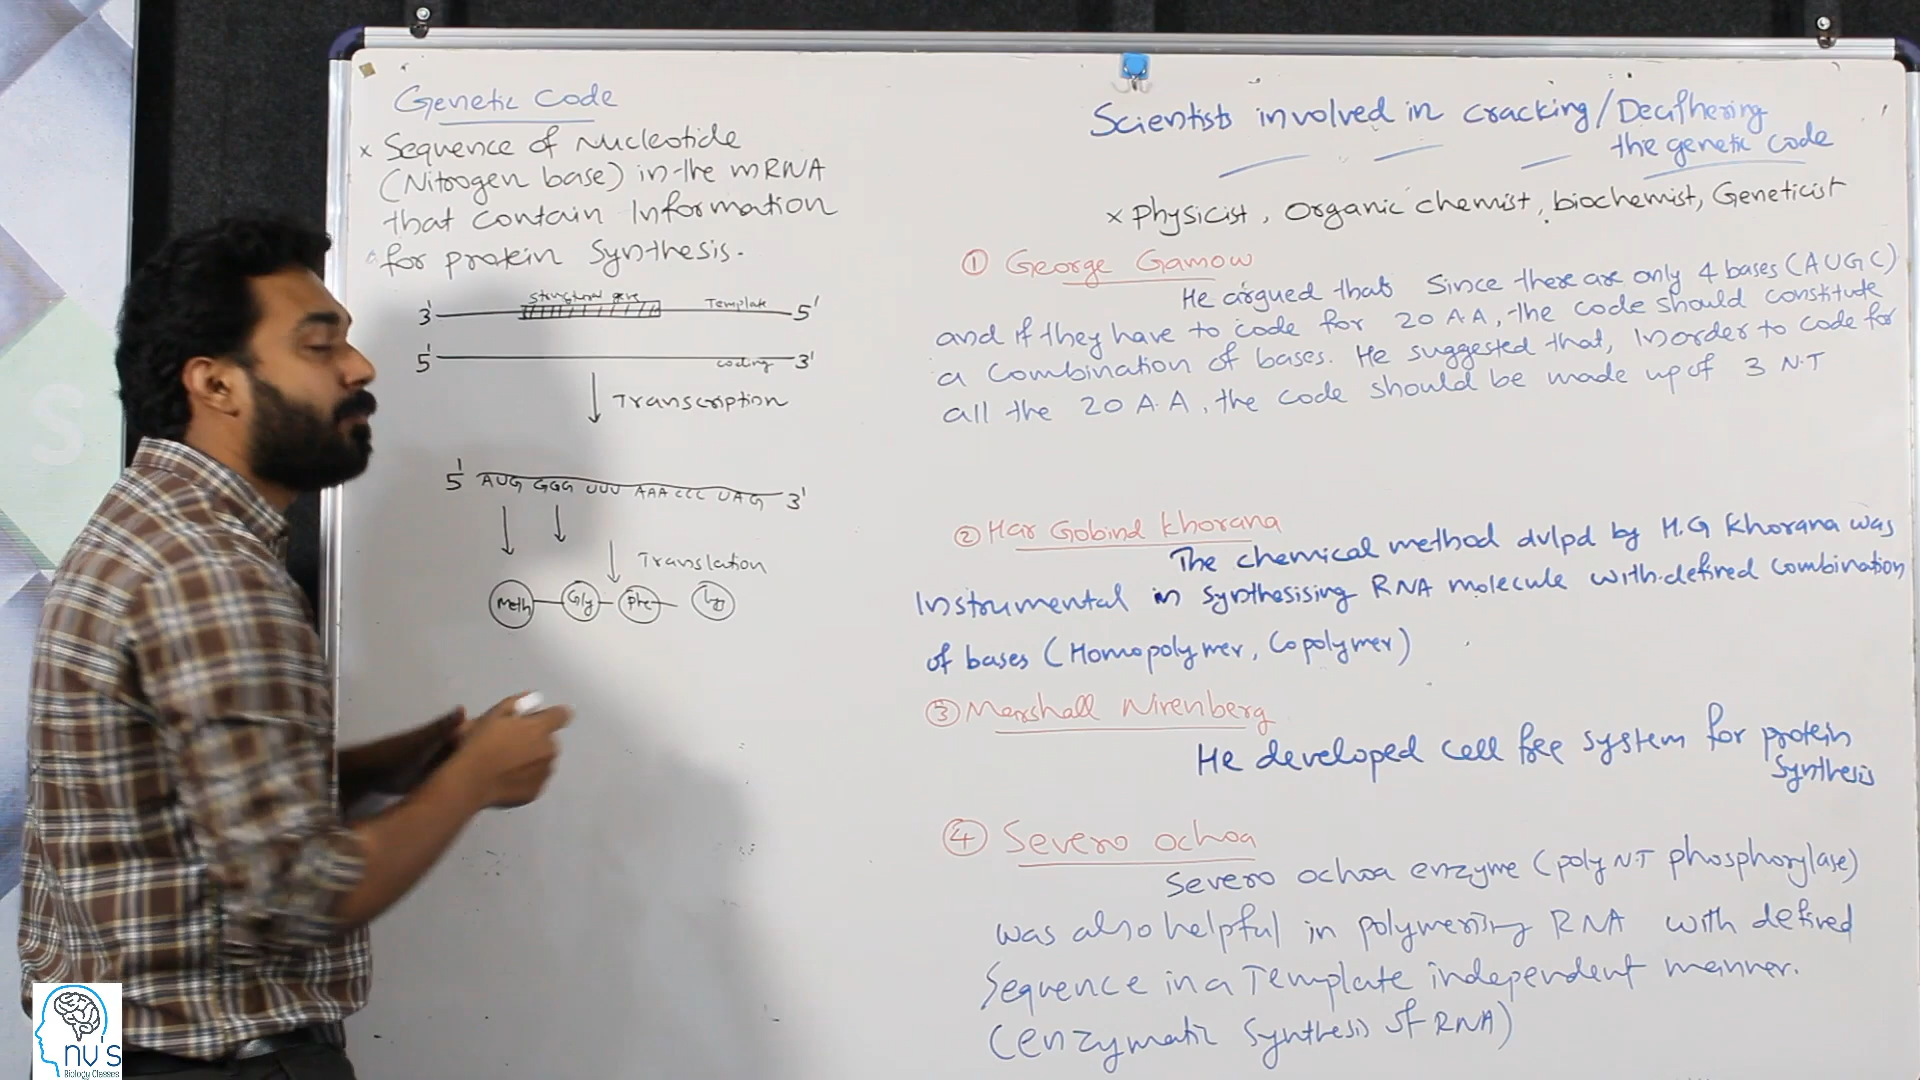 Genetic Code
x Sequence of nucleotide
(Nitrogen base) in the mRNA
that contain Information
for protein Synthesis.
3' structural gene Template 5'
5' coding 3'
Transcription
5' AUG GGG UUU AAA CCC UAG 3'
Translation
Meth Gly Phe Lys
Scientists involved in cracking/Deciphering
the genetic code
x Physicist, Organic chemist, biochemist, Geneticist
① George Gamow
He argued that Since there are only 4 bases (AUGC)
and if they have to code for 20 A.A, the code should constitute
a combination of bases. He suggested that, Inorder to code for
all the 20 A.A, the code should be made up of 3 N.T
② Har Gobind Khorana
The chemical method dvlpd by H.G Khorana was
Instrumental in synthesising RNA molecule with defined combination
of bases (Homopolymer, Copolymer)
③ Marshall Nirenberg
He developed cell free system for protein
synthesis
④ Severo ochoa
Severo ochoa enzyme (poly N.T phosphorylase)
was also helpful in polymerising RNA with defined
Sequence in a Template independent manner.
(enzymatic synthesis of RNA)
S
nv's
Biology Classes